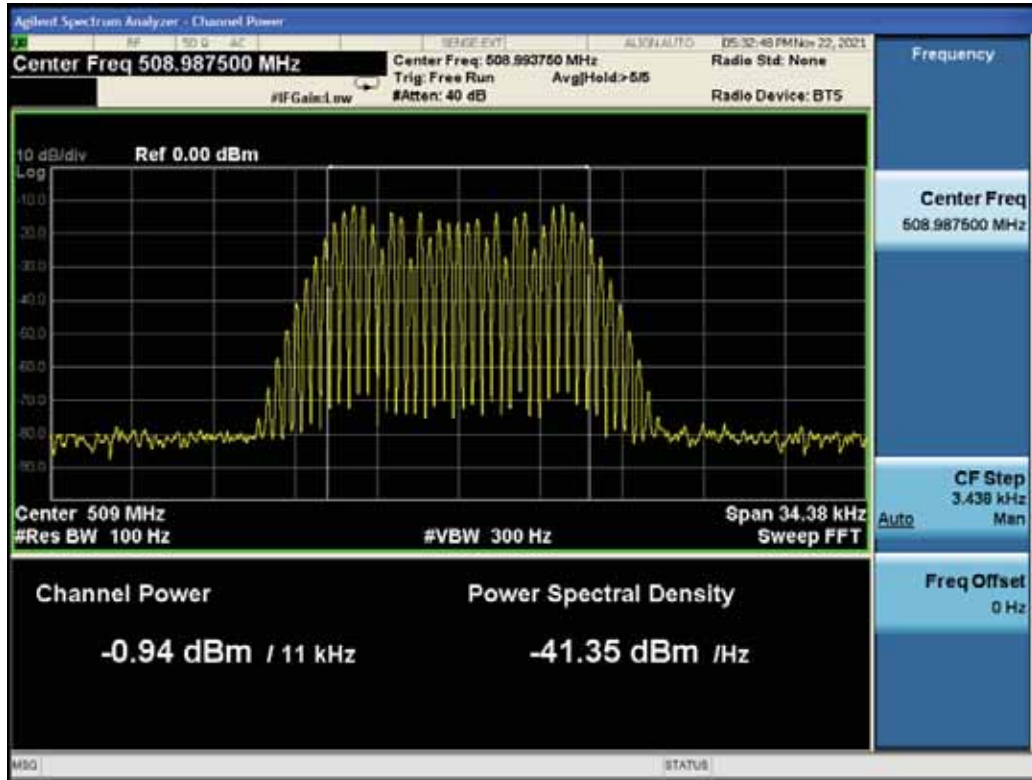 Agilent Spectrum Analyzer - Channel Power
RF 50 Ω AC SENSE:EXT ALIGN AUTO 05:32:48 PM Nov 22, 2021
Center Freq 508.987500 MHz
Center Freq: 508.993750 MHz
Radio Std: None
Trig: Free Run Avg|Hold:>5/5
#IFGain:Low
#Atten: 40 dB
Radio Device: BTS
10 dB/div Ref 0.00 dBm
Log
-10.0
-20.0
-30.0
-40.0
-50.0
-60.0
-70.0
-80.0
-90.0
Center 509 MHz
Span 34.38 kHz
#Res BW 100 Hz
#VBW 300 Hz
Sweep FFT
Channel Power
Power Spectral Density
-0.94 dBm / 11 kHz
-41.35 dBm /Hz
MSG
STATUS
Frequency
Center Freq
508.987500 MHz
CF Step
3.438 kHz
Auto Man
Freq Offset
0 Hz